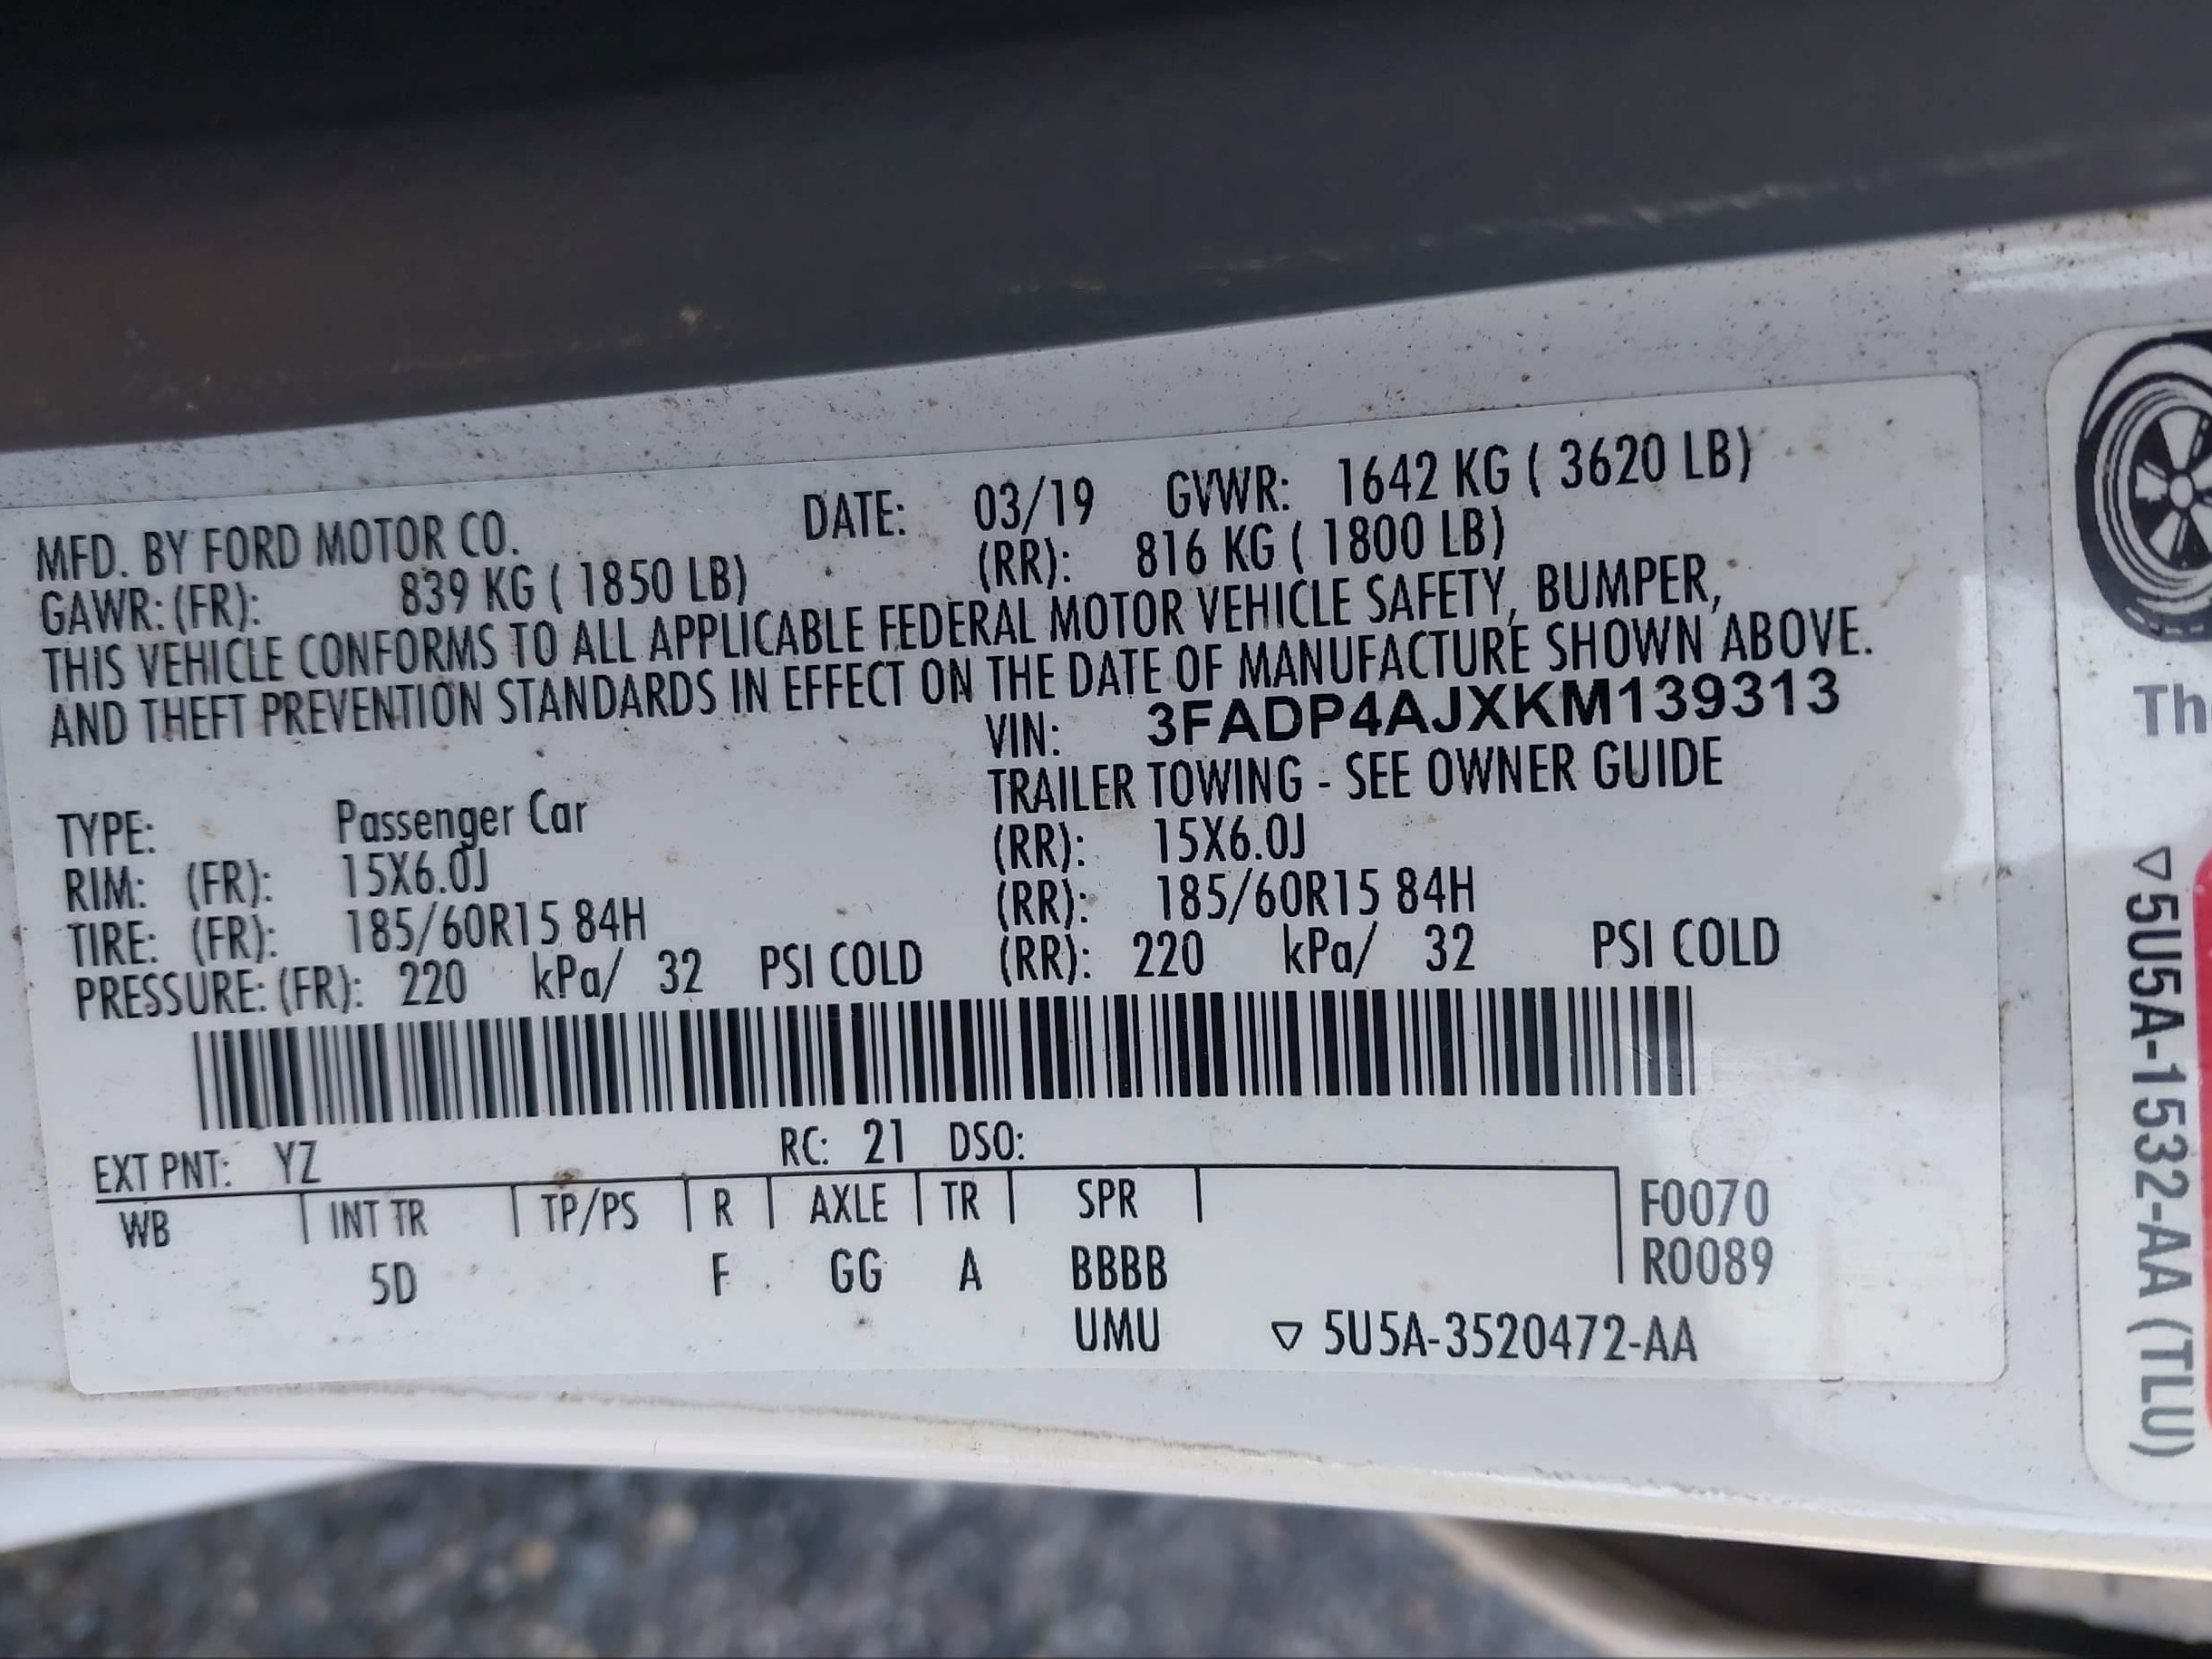 MFD. BY FORD MOTOR CO. DATE: 03/19 GVWR: 1642 KG ( 3620 LB)
GAWR: (FR): 839 KG ( 1850 LB) (RR): 816 KG ( 1800 LB)
THIS VEHICLE CONFORMS TO ALL APPLICABLE FEDERAL MOTOR VEHICLE SAFETY, BUMPER,
AND THEFT PREVENTION STANDARDS IN EFFECT ON THE DATE OF MANUFACTURE SHOWN ABOVE.
VIN: 3FADP4AJXKM139313
TYPE: Passenger Car TRAILER TOWING - SEE OWNER GUIDE
RIM: (FR): 15X6.0J (RR): 15X6.0J
TIRE: (FR): 185/60R15 84H (RR): 185/60R15 84H
PRESSURE: (FR): 220 kPa/ 32 PSI COLD (RR): 220 kPa/ 32 PSI COLD
EXT PNT: YZ RC: 21 DSO:
WB INT TR TP/PS R AXLE TR SPR F0070
5D F GG A BBBB R0089
UMU ▽ 5U5A-3520472-AA
Th
▽5U5A-1532-AA (TLU)